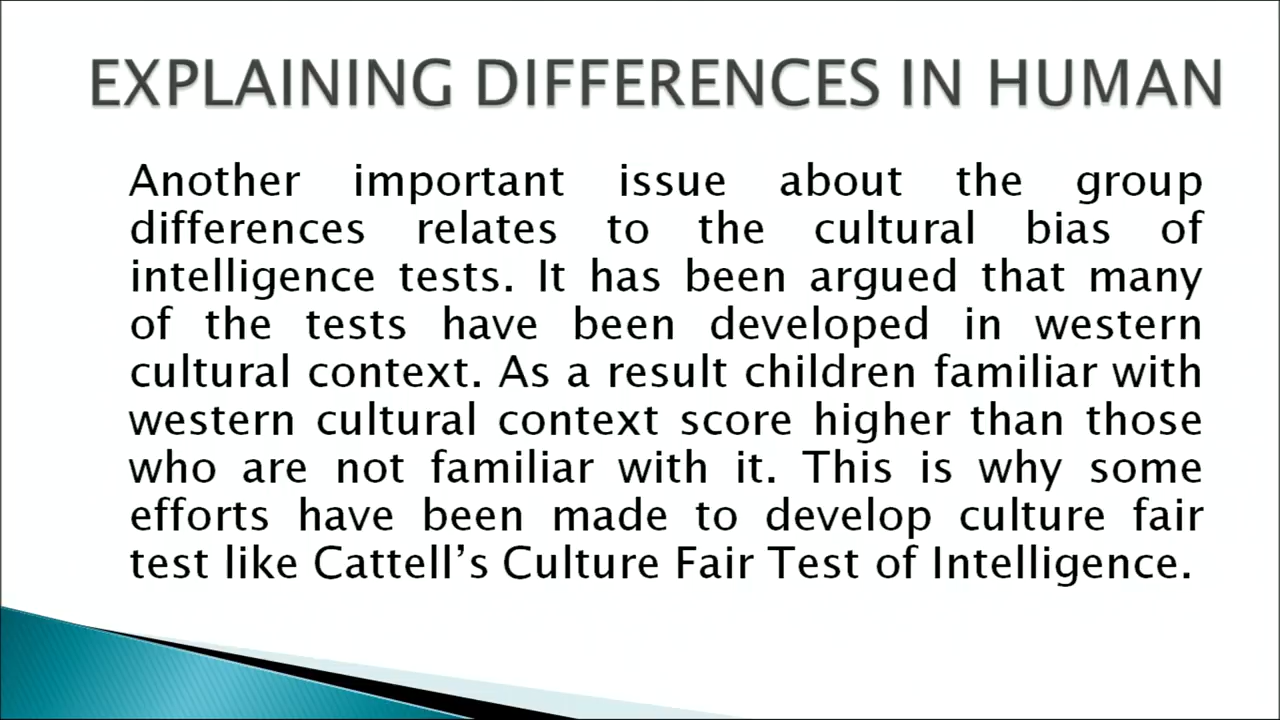 EXPLAINING DIFFERENCES IN HUMAN
Another important issue about the group
differences relates to the cultural bias of
intelligence tests. It has been argued that many
of the tests have been developed in western
cultural context. As a result children familiar with
western cultural context score higher than those
who are not familiar with it. This is why some
efforts have been made to develop culture fair
test like Cattell’s Culture Fair Test of Intelligence.